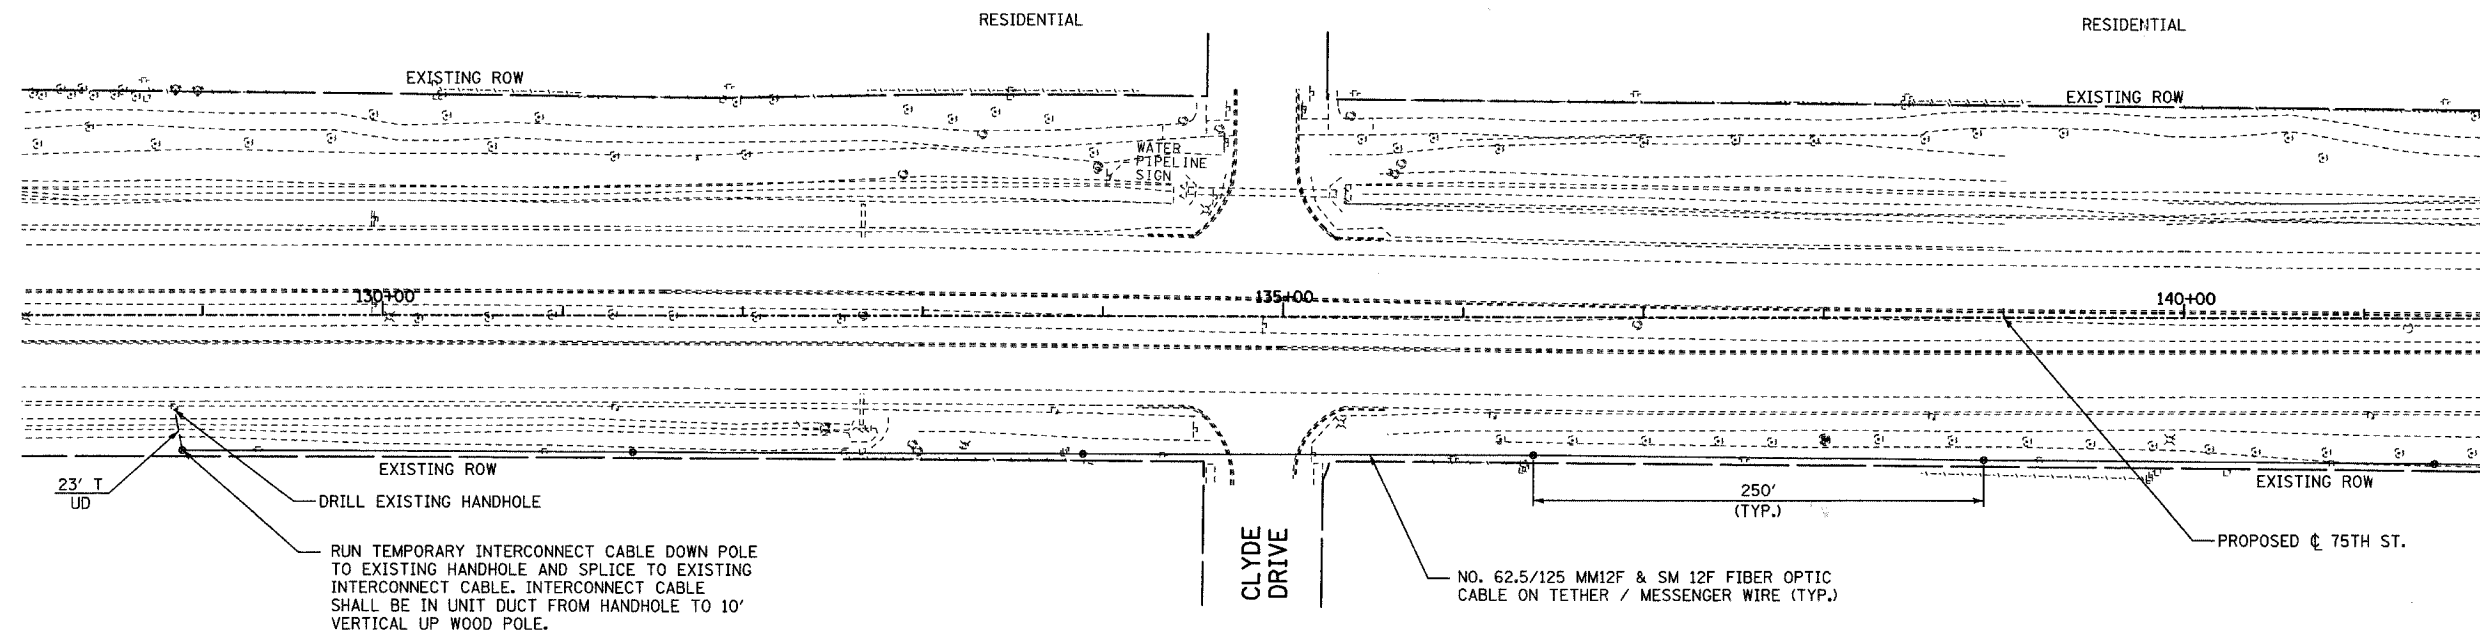 RESIDENTIAL
RESIDENTIAL
EXISTING ROW
EXISTING ROW
WATER
PIPELINE
SIGN
130+00
135+00
140+00
EXISTING ROW
EXISTING ROW
23' T
UD
DRILL EXISTING HANDHOLE
250'
(TYP.)
RUN TEMPORARY INTERCONNECT CABLE DOWN POLE
TO EXISTING HANDHOLE AND SPLICE TO EXISTING
INTERCONNECT CABLE. INTERCONNECT CABLE
SHALL BE IN UNIT DUCT FROM HANDHOLE TO 10'
VERTICAL UP WOOD POLE.
CLYDE
DRIVE
NO. 62.5/125 MM12F & SM 12F FIBER OPTIC
CABLE ON TETHER / MESSENGER WIRE (TYP.)
PROPOSED ℄ 75TH ST.